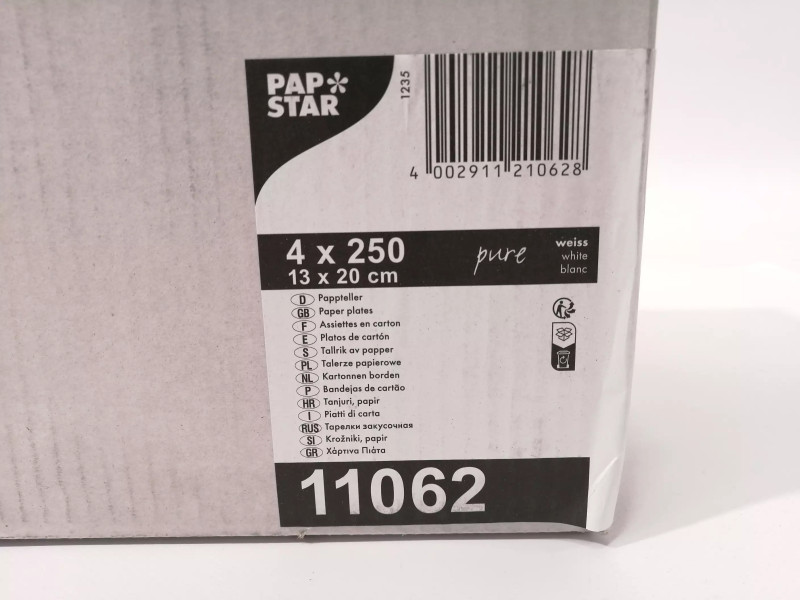 PAP*
STAR
1235
4 002911 210628
4 x 250
13 x 20 cm
pure
weiss
white
blanc
D Pappteller
GB Paper plates
F Assiettes en carton
E Platos de cartón
S Tallrik av papper
PL Talerze papierowe
NL Kartonnen borden
P Bandejas de cartão
HR Tanjuri, papir
I Piatti di carta
RUS Тарелки закусочная
SI Krožniki, papir
GR Χάρτινα Πιάτα
11062